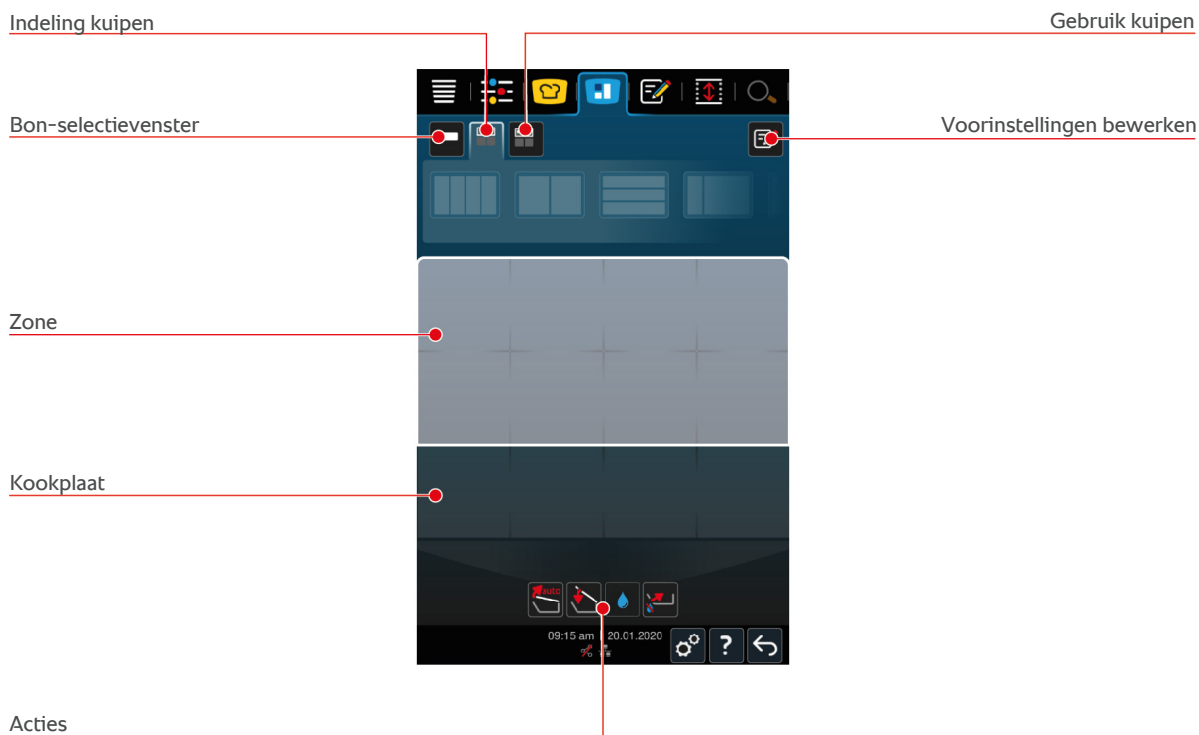 Indeling kuipen
Gebruik kuipen
Bon-selectievenster
Voorinstellingen bewerken
Zone
Kookplaat
auto
09:15 am | 20.01.2020
?
Acties